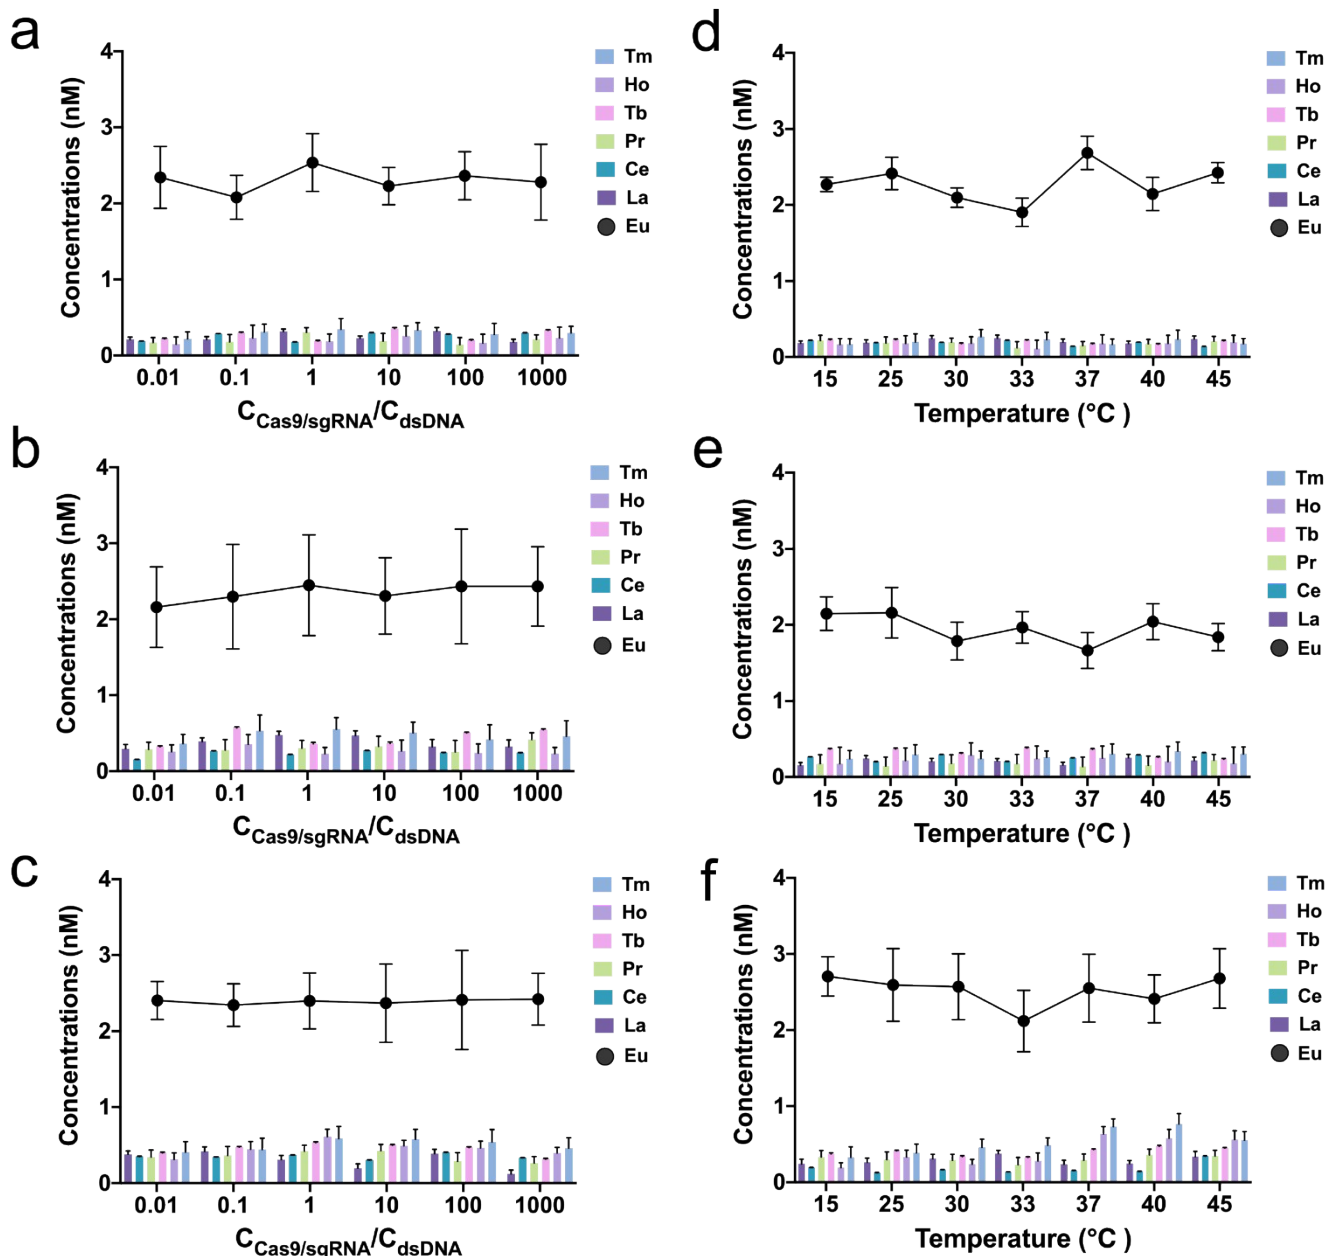 a
Concentrations (nM)
4
3
2
1
0
0.01 0.1 1 10 100 1000
C Cas9/sgRNA/C dsDNA
Tm
Ho
Tb
Pr
Ce
La
Eu
d
Concentrations (nM)
4
3
2
1
0
15 25 30 33 37 40 45
Temperature (°C )
Tm
Ho
Tb
Pr
Ce
La
Eu
b
Concentrations (nM)
4
3
2
1
0
0.01 0.1 1 10 100 1000
C Cas9/sgRNA/C dsDNA
Tm
Ho
Tb
Pr
Ce
La
Eu
e
Concentrations (nM)
4
3
2
1
0
15 25 30 33 37 40 45
Temperature (°C )
Tm
Ho
Tb
Pr
Ce
La
Eu
c
Concentrations (nM)
4
3
2
1
0
0.01 0.1 1 10 100 1000
C Cas9/sgRNA/C dsDNA
Tm
Ho
Tb
Pr
Ce
La
Eu
f
Concentrations (nM)
4
3
2
1
0
15 25 30 33 37 40 45
Temperature (°C )
Tm
Ho
Tb
Pr
Ce
La
Eu